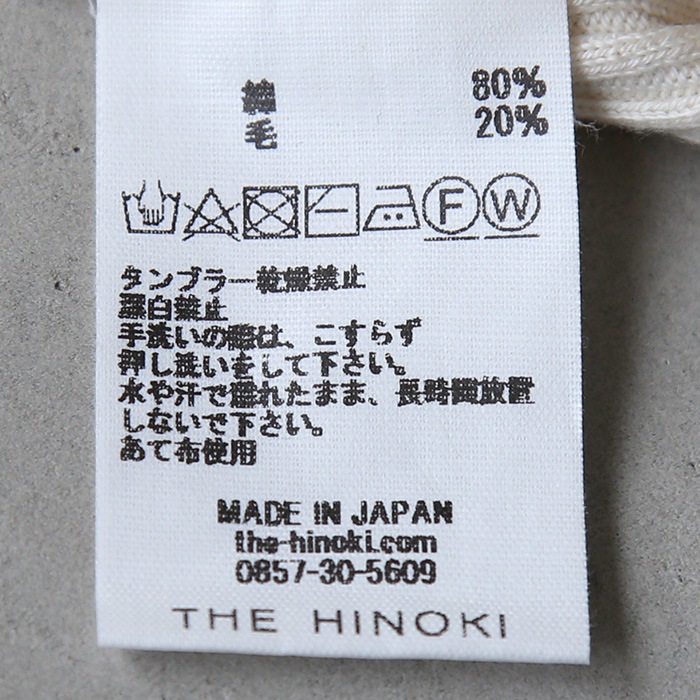 綿 80%
毛 20%
F W
タンブラー乾燥禁止
漂白禁止
手洗いの際は、こすらず
押し洗いをして下さい。
水や汗で濡れたまま、長時間放置
しないで下さい。
あて布使用
MADE IN JAPAN
the-hinoki.com
0857-30-5609
THE HINOKI